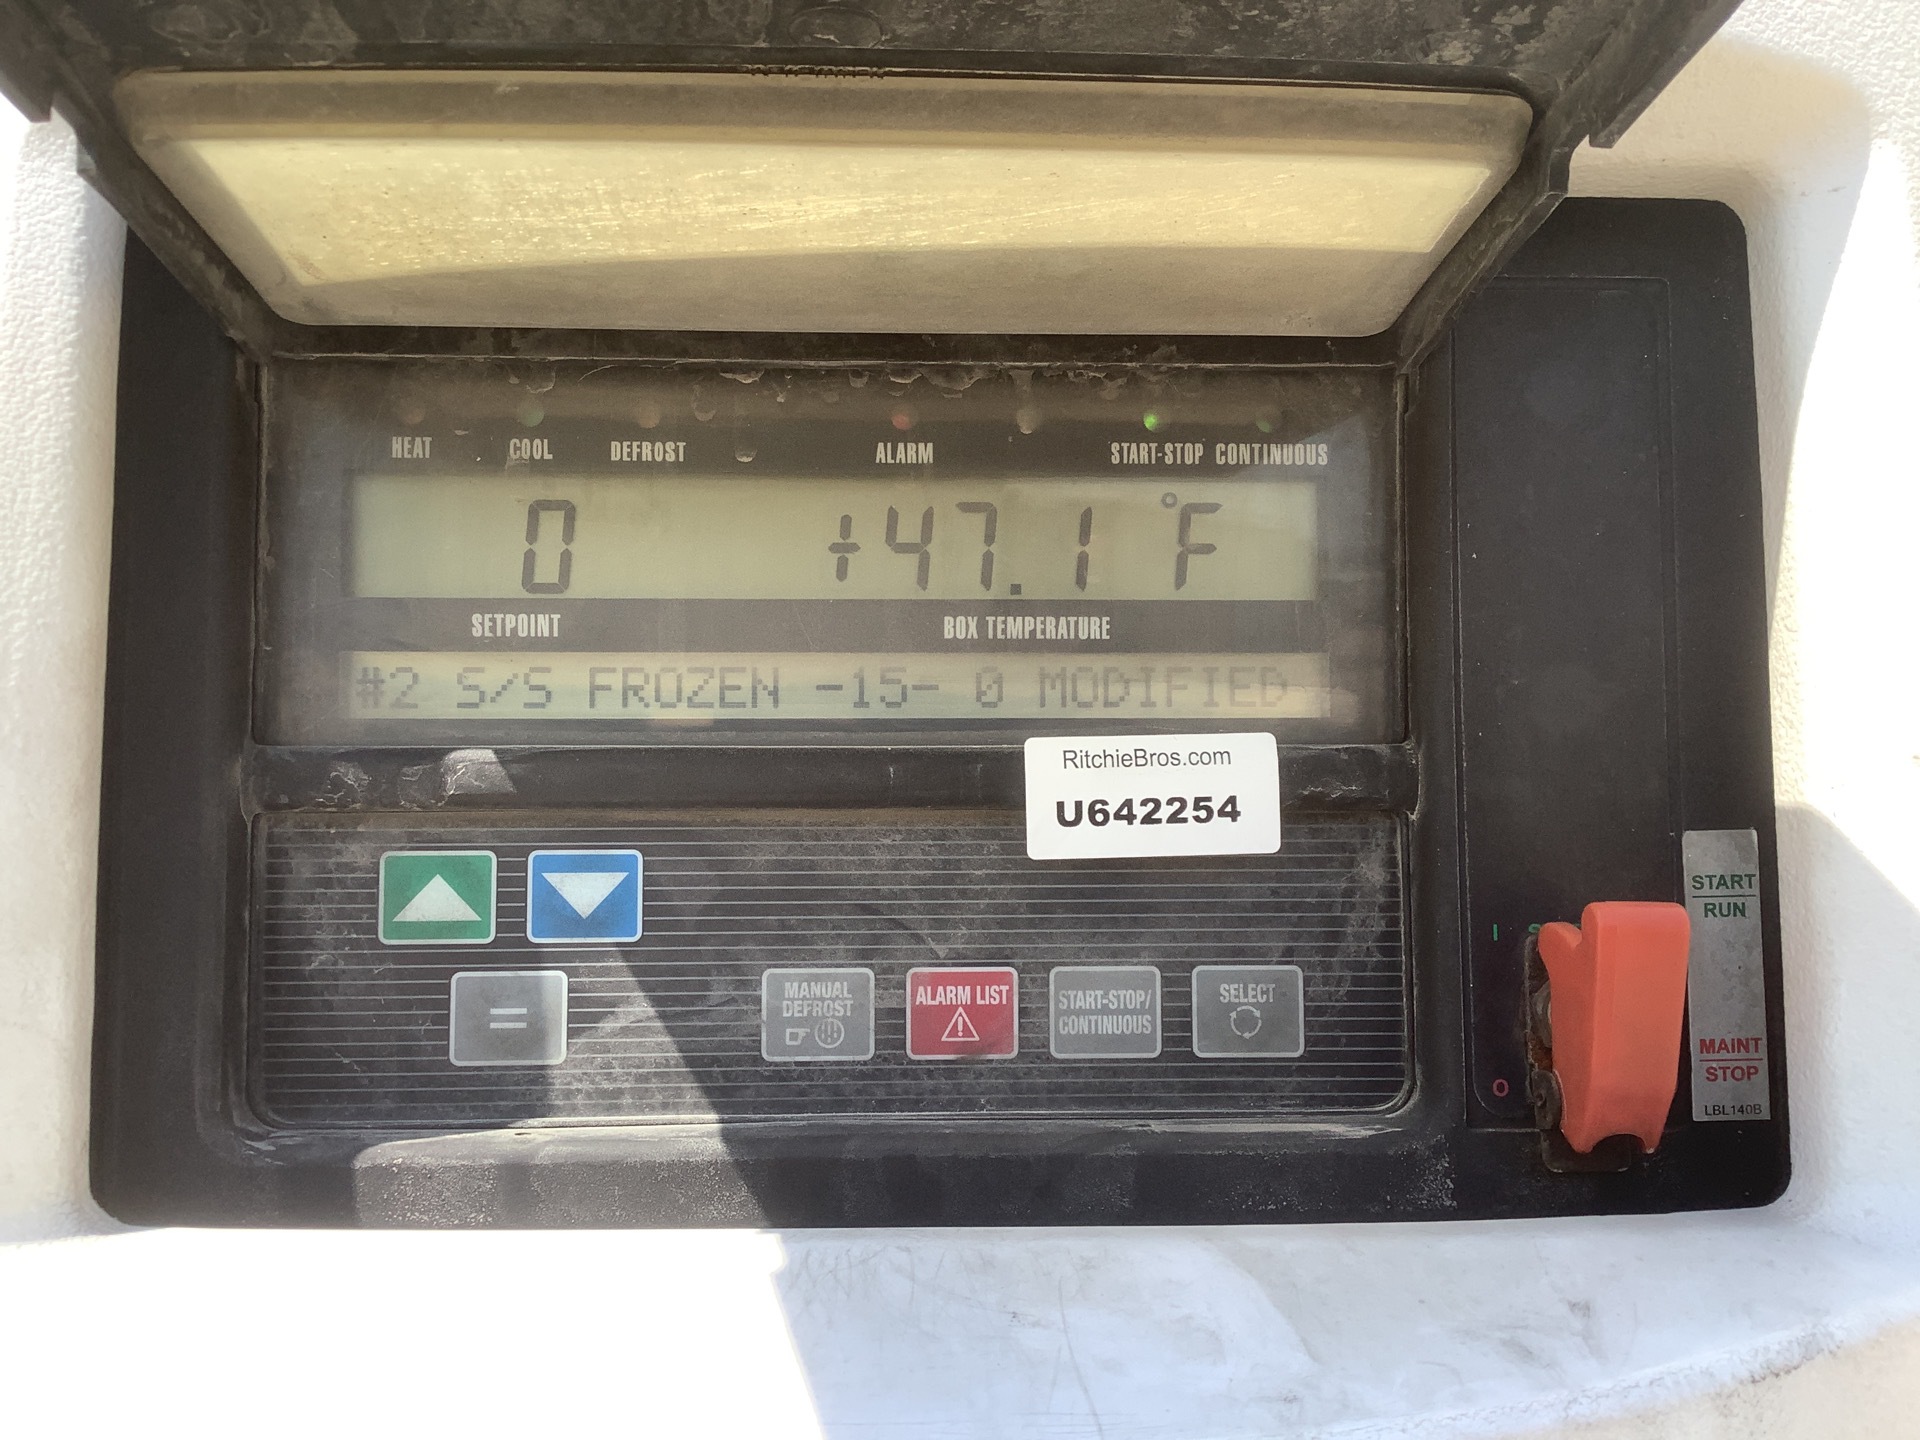 HEAT COOL DEFROST ALARM START-STOP CONTINUOUS
0 +47.1 °F
SETPOINT BOX TEMPERATURE
#2 S/S FROZEN -15- 0 MODIFIED
RitchieBros.com
U642254
START
RUN
I
=
MANUAL
DEFROST
ALARM LIST
START-STOP/
CONTINUOUS
SELECT
MAINT
STOP
O
LBL140B